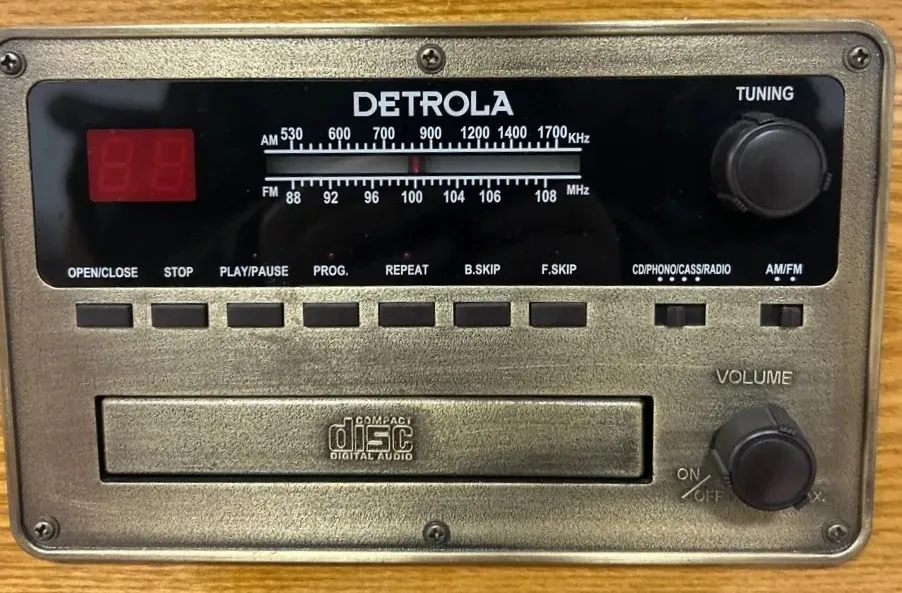 DETROLA
TUNING
AM 530 600 700 900 1200 1400 1700 KHz
FM 88 92 96 100 104 106 108 MHz
OPEN/CLOSE STOP PLAY/PAUSE PROG. REPEAT B.SKIP F.SKIP CD/PHONO/CASS/RADIO AM/FM
VOLUME
COMPACT
disc
DIGITAL AUDIO
ON
/OFF